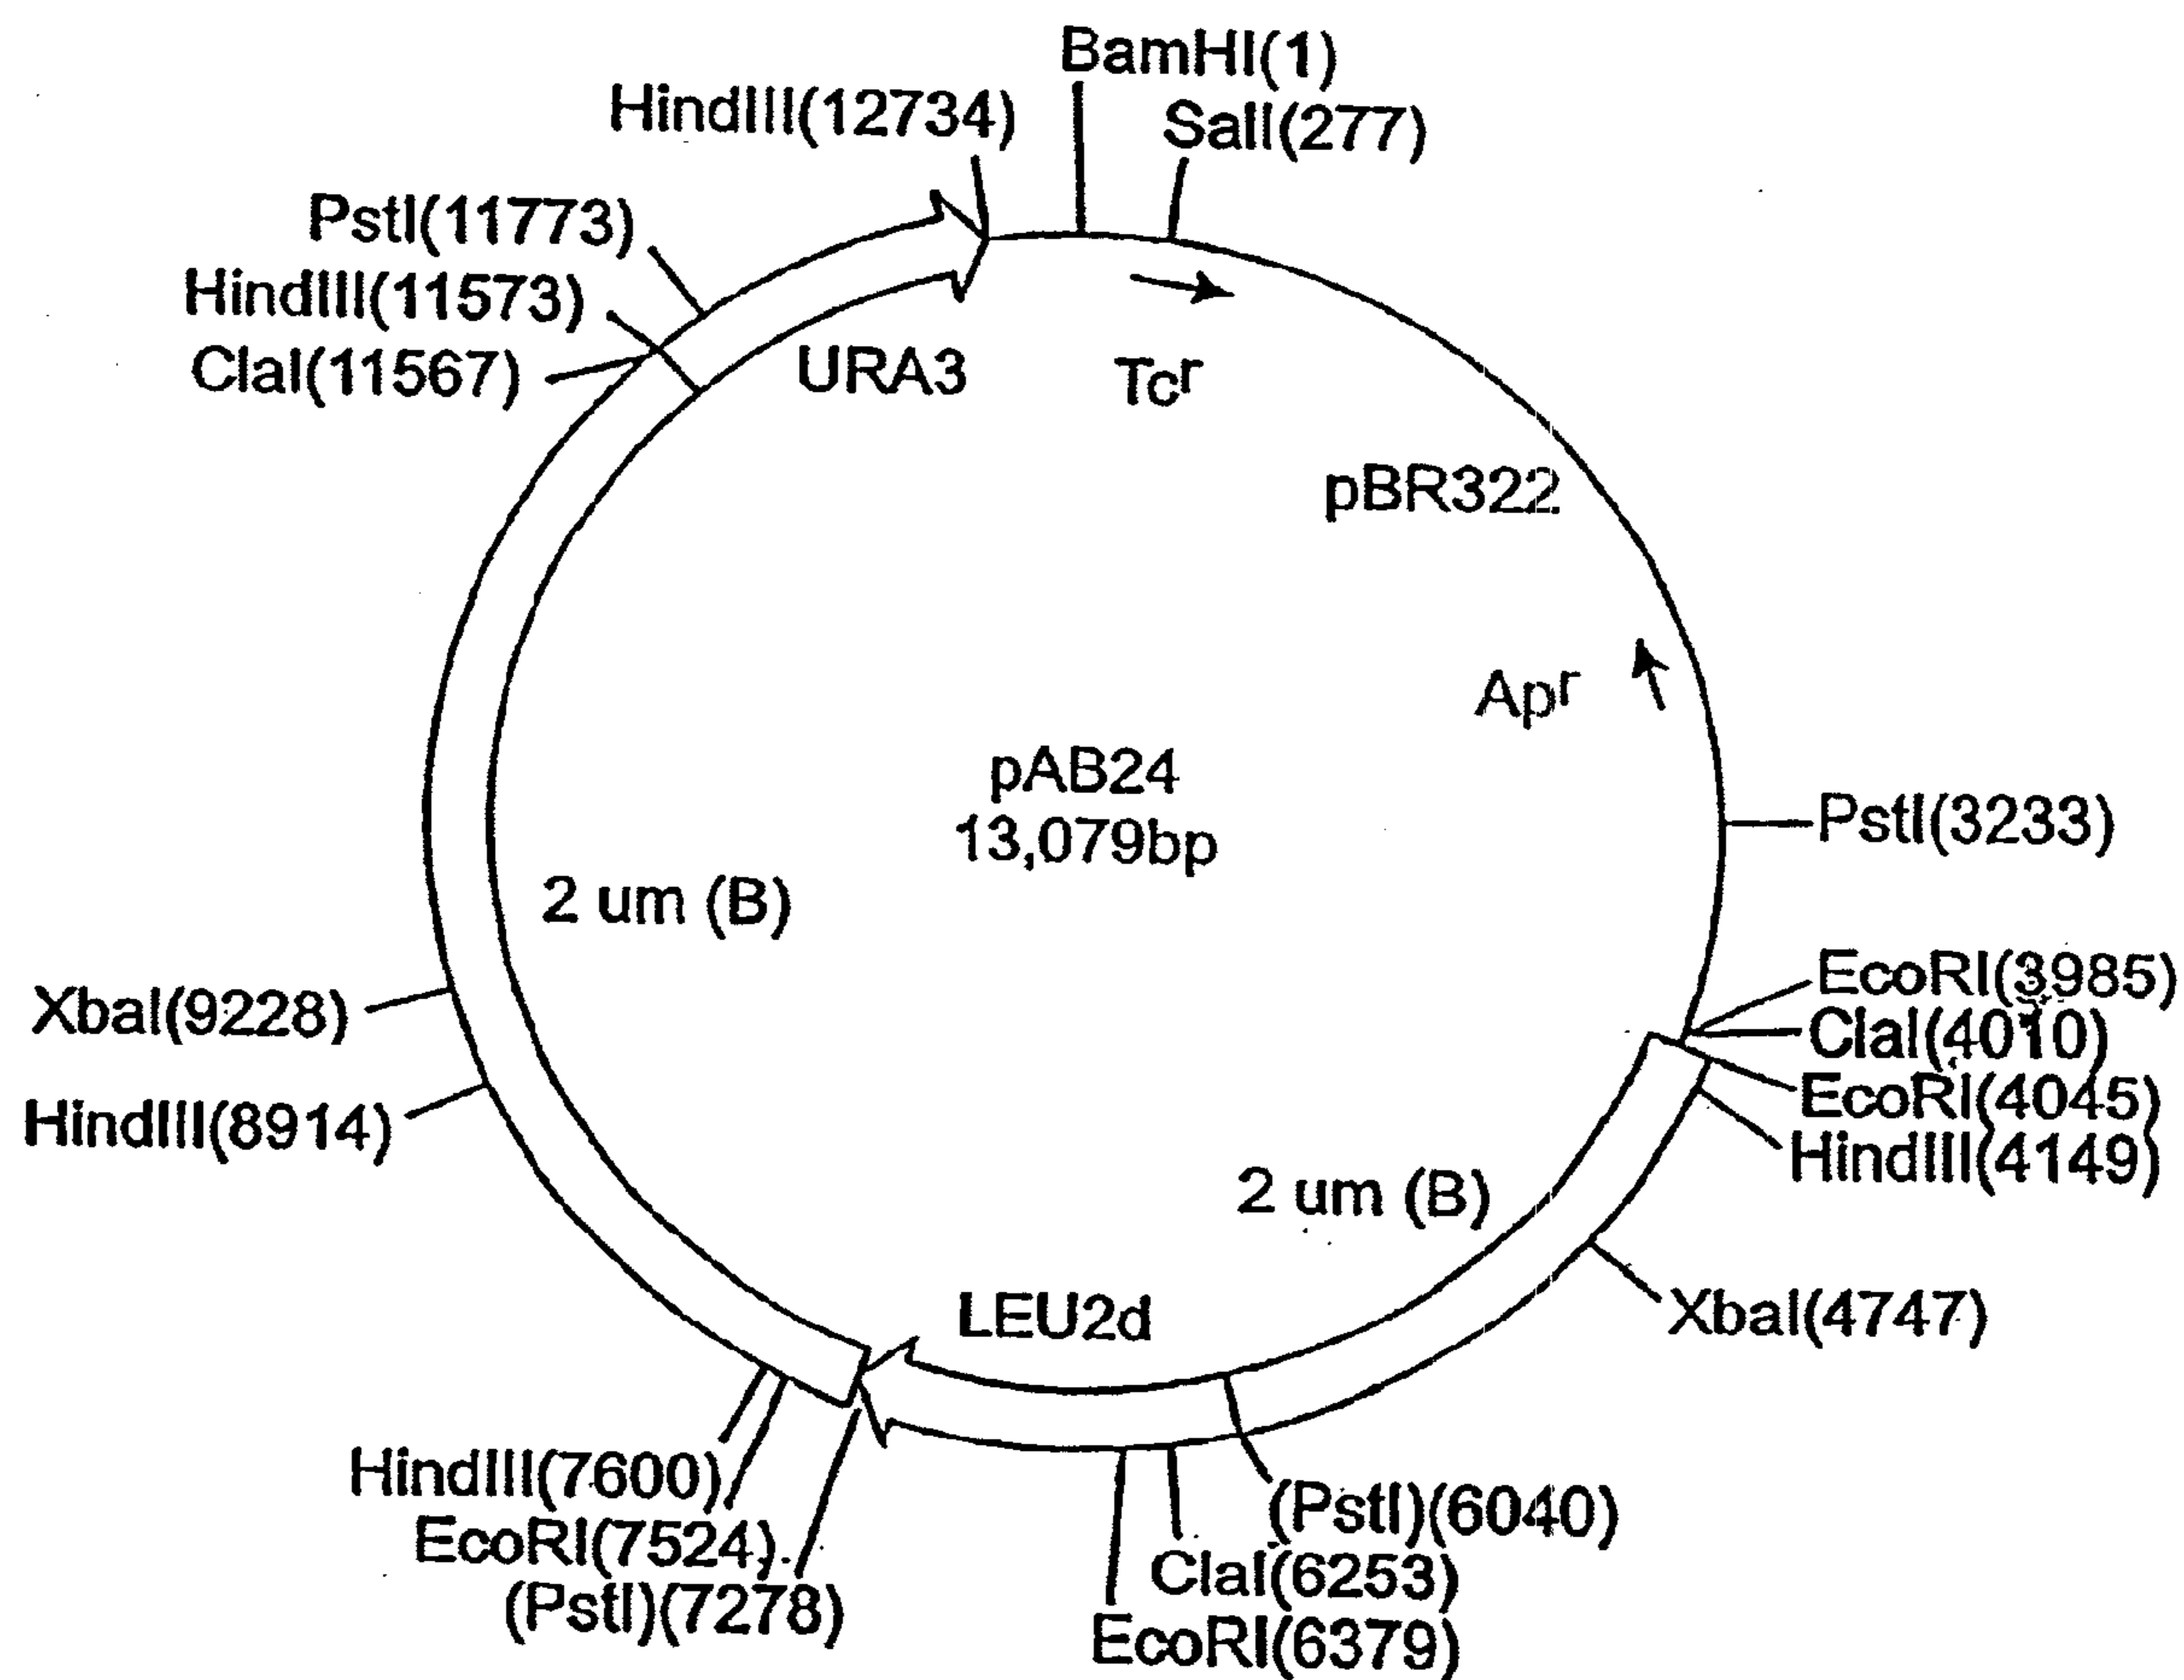 BamHI(1)
HindIII(12734)
SalI(277)
PstI(11773)
HindIII(11573)
ClaI(11567)
URA3
Tcr
pBR322
Apr
pAB24
13,079bp
PstI(3233)
2 um (B)
EcoRI(3985)
ClaI(4010)
EcoRI(4045)
HindIII(4149)
XbaI(9228)
HindIII(8914)
2 um (B)
XbaI(4747)
LEU2d
HindIII(7600)
EcoRI(7524)
(PstI)(7278)
(PstI)(6040)
ClaI(6253)
EcoRI(6379)